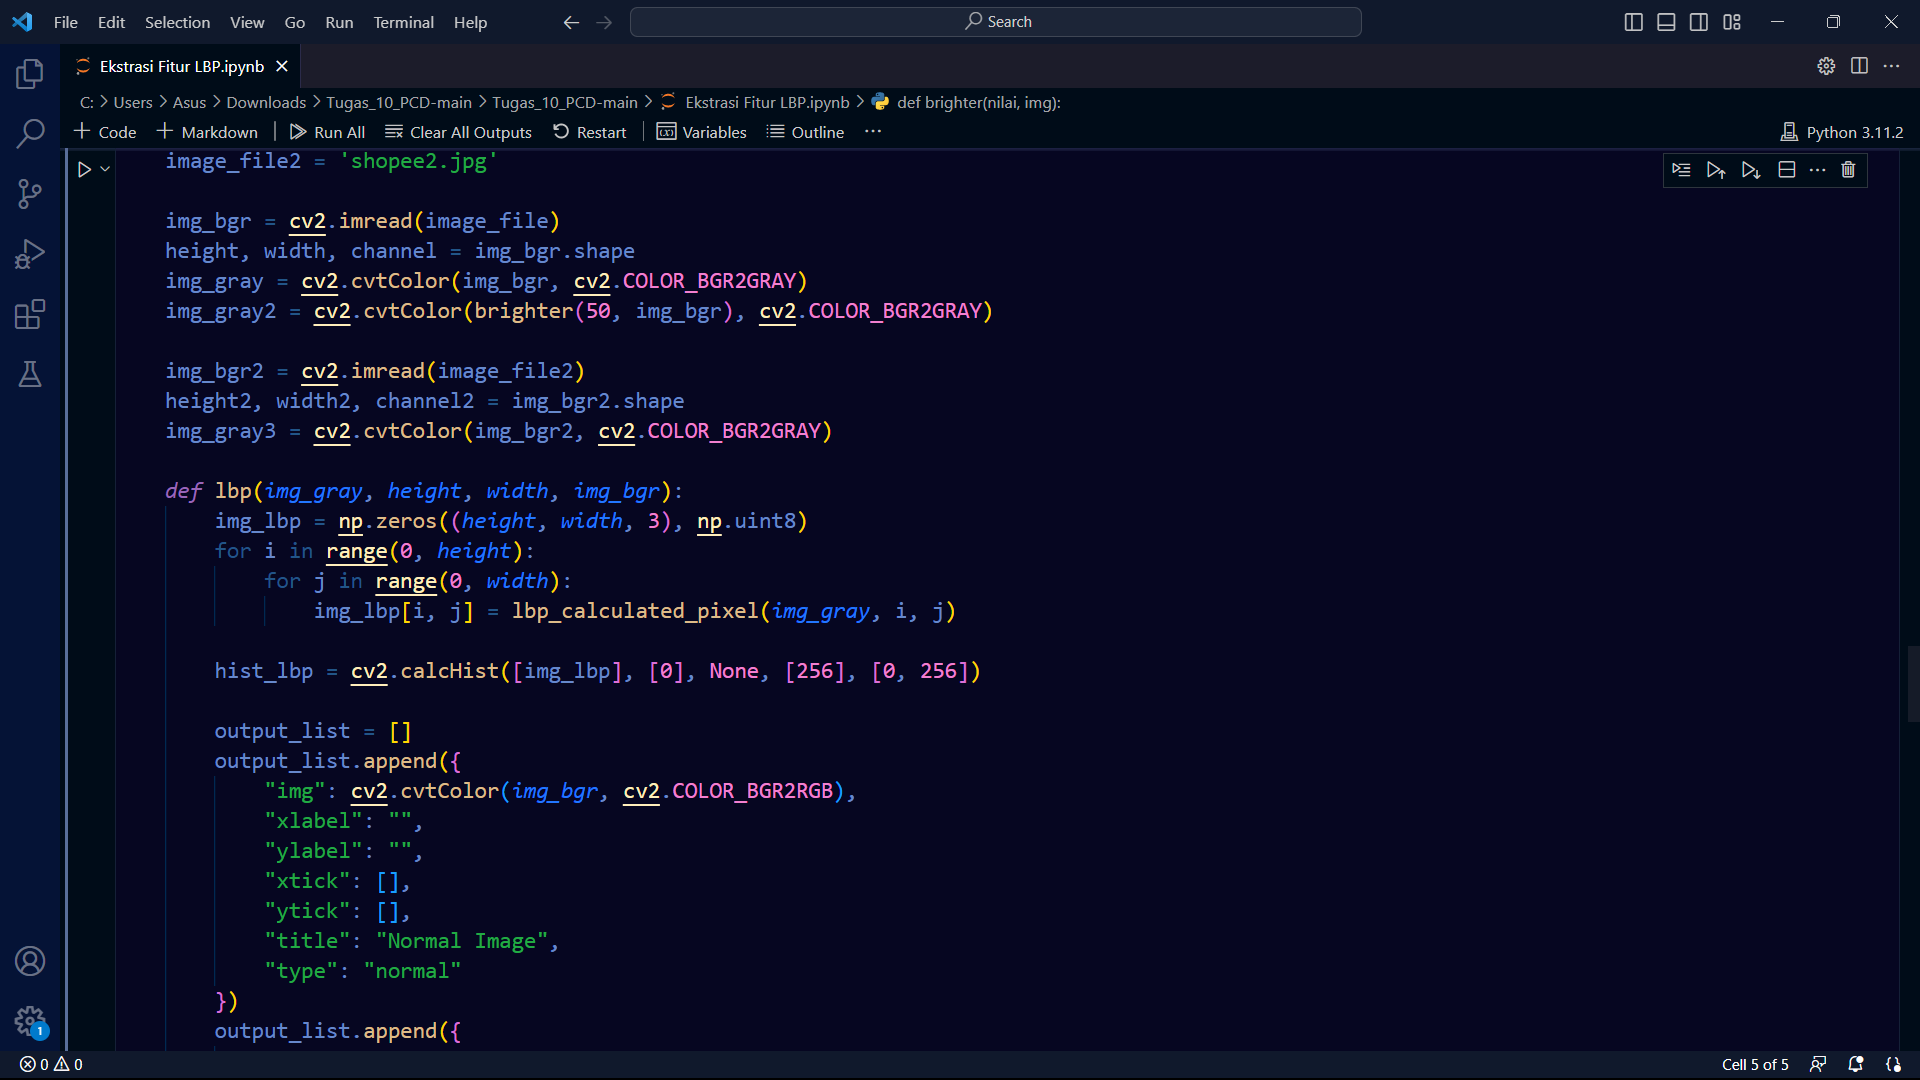 File Edit Selection View Go Run Terminal Help Search
Ekstrasi Fitur LBP.ipynb
C: > Users > Asus > Downloads > Tugas_10_PCD-main > Tugas_10_PCD-main > Ekstrasi Fitur LBP.ipynb > def brighter(nilai, img):
+ Code + Markdown | Run All Clear All Outputs Restart | Variables Outline ... Python 3.11.2
image_file2 = 'shopee2.jpg'
img_bgr = cv2.imread(image_file)
height, width, channel = img_bgr.shape
img_gray = cv2.cvtColor(img_bgr, cv2.COLOR_BGR2GRAY)
img_gray2 = cv2.cvtColor(brighter(50, img_bgr), cv2.COLOR_BGR2GRAY)
img_bgr2 = cv2.imread(image_file2)
height2, width2, channel2 = img_bgr2.shape
img_gray3 = cv2.cvtColor(img_bgr2, cv2.COLOR_BGR2GRAY)
def lbp(img_gray, height, width, img_bgr):
    img_lbp = np.zeros((height, width, 3), np.uint8)
    for i in range(0, height):
        for j in range(0, width):
            img_lbp[i, j] = lbp_calculated_pixel(img_gray, i, j)
    hist_lbp = cv2.calcHist([img_lbp], [0], None, [256], [0, 256])
    output_list = []
    output_list.append({
        "img": cv2.cvtColor(img_bgr, cv2.COLOR_BGR2RGB),
        "xlabel": "",
        "ylabel": "",
        "xtick": [],
        "ytick": [],
        "title": "Normal Image",
        "type": "normal"
    })
    output_list.append({
1
0 0 Cell 5 of 5